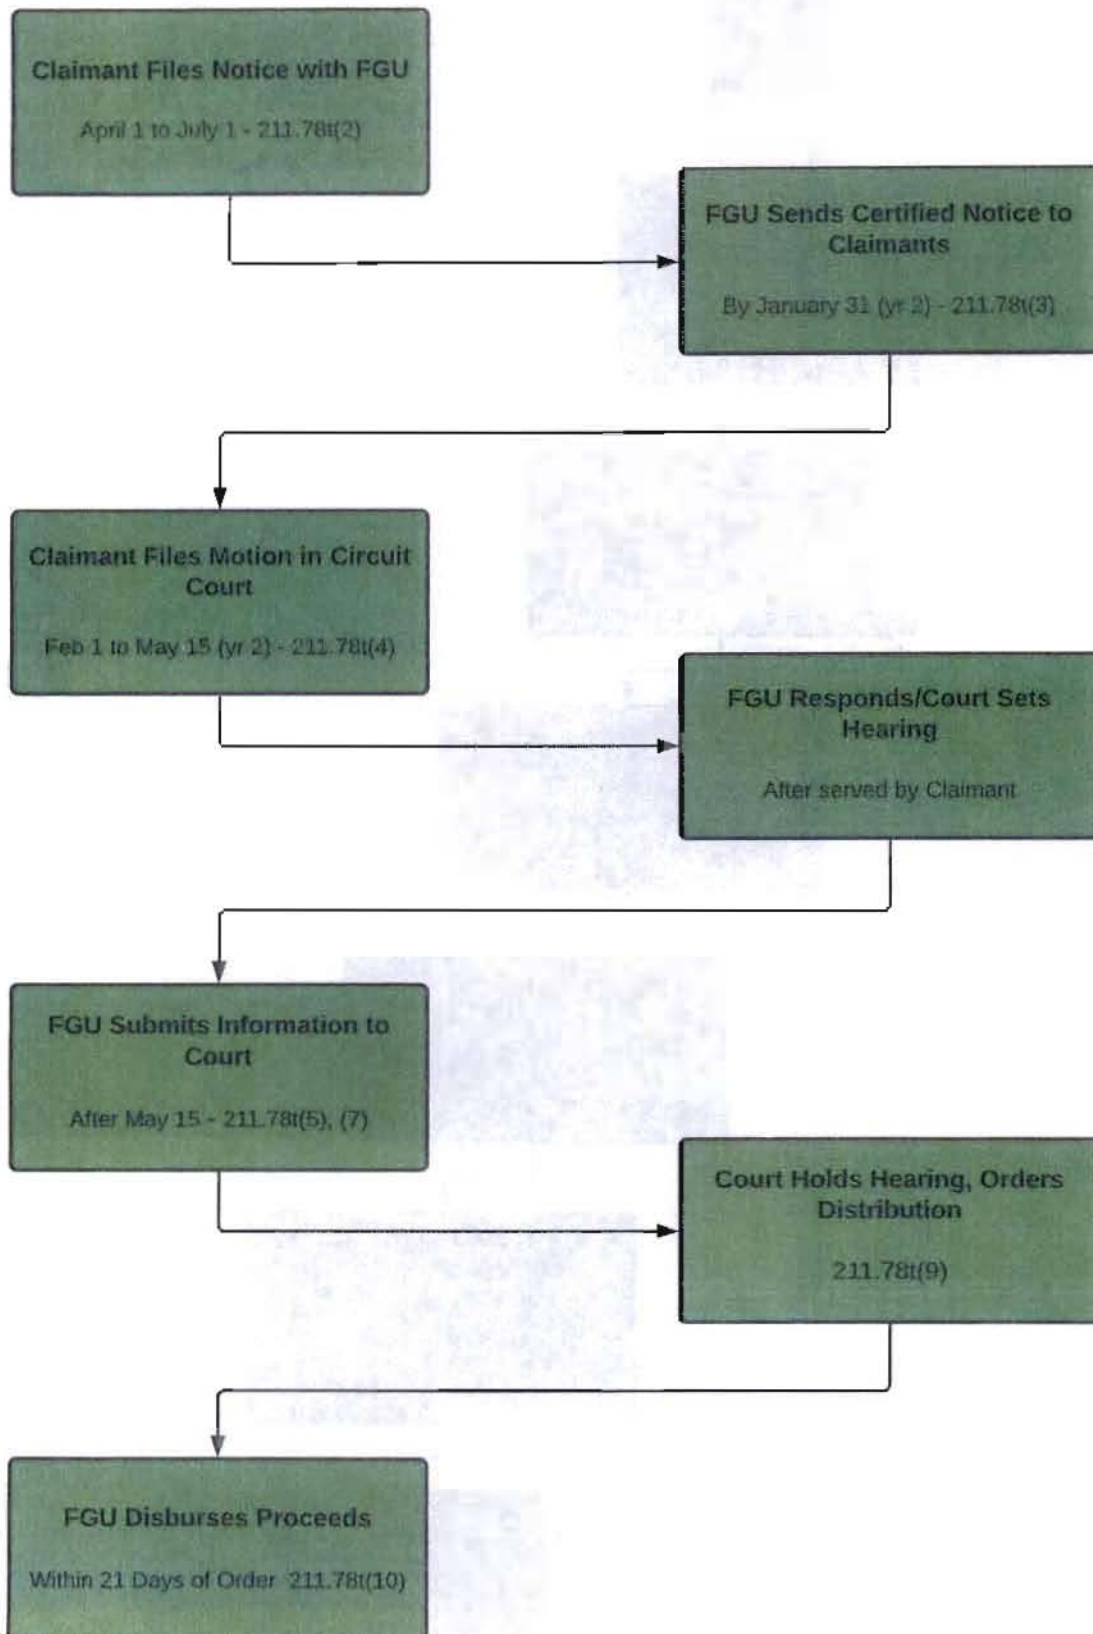 Claimant Files Notice with FGU
April 1 to July 1 - 211.78t(2)
FGU Sends Certified Notice to
Claimants
By January 31 (yr 2) - 211.78t(3)
Claimant Files Motion in Circuit
Court
Feb 1 to May 15 (yr 2) - 211.78t(4)
FGU Responds/Court Sets
Hearing
After served by Claimant
FGU Submits Information to
Court
After May 15 - 211.78t(5), (7)
Court Holds Hearing, Orders
Distribution
211.78t(9)
FGU Disburses Proceeds
Within 21 Days of Order 211.78t(10)